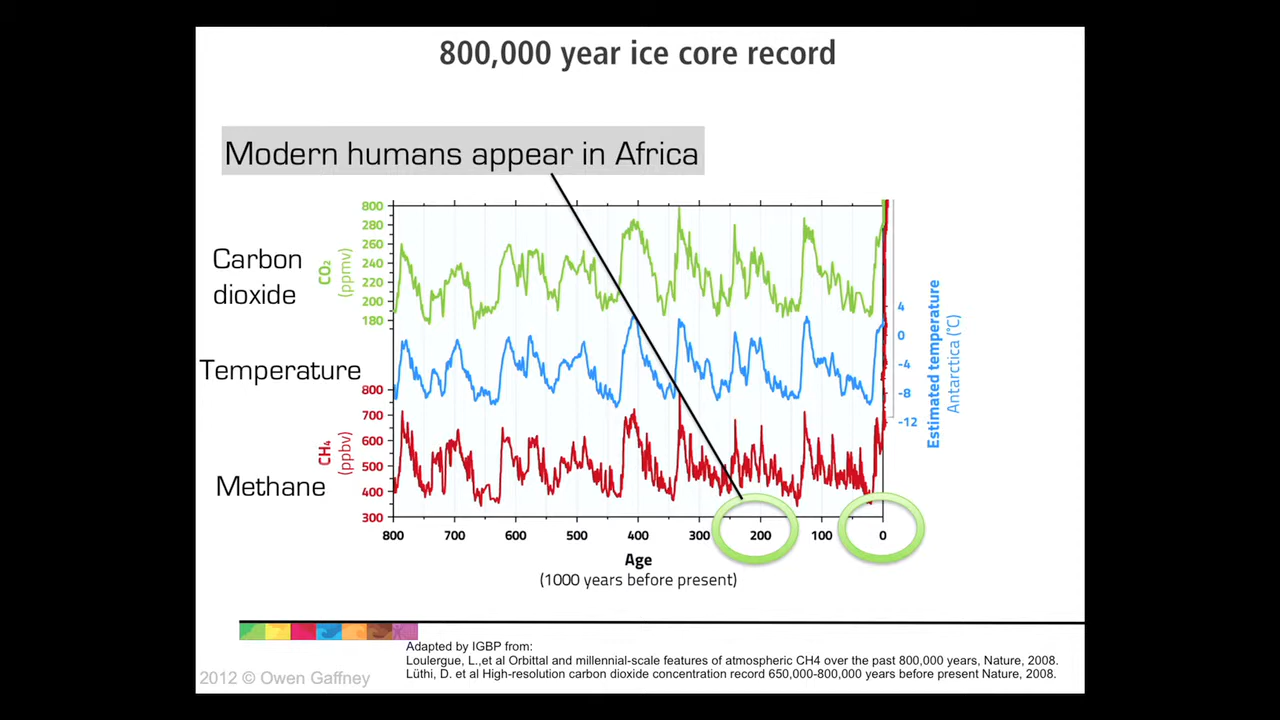 800,000 year ice core record
Modern humans appear in Africa
Carbon
dioxide
Temperature
Methane
CO₂
(ppmv)
800
280
260
240
220
200
180
CH₄
(ppbv)
800
700
600
500
400
300
4
0
-4
-8
-12
Estimated temperature
Antarctica (°C)
800
700
600
500
400
300
200
100
0
Age
(1000 years before present)
Adapted by IGBP from:
Loulergue, L.,et al Orbittal and millennial-scale features of atmospheric CH4 over the past 800,000 years, Nature, 2008.
Lüthi, D. et al High-resolution carbon dioxide concentration record 650,000-800,000 years before present Nature, 2008.
2012 © Owen Gaffney